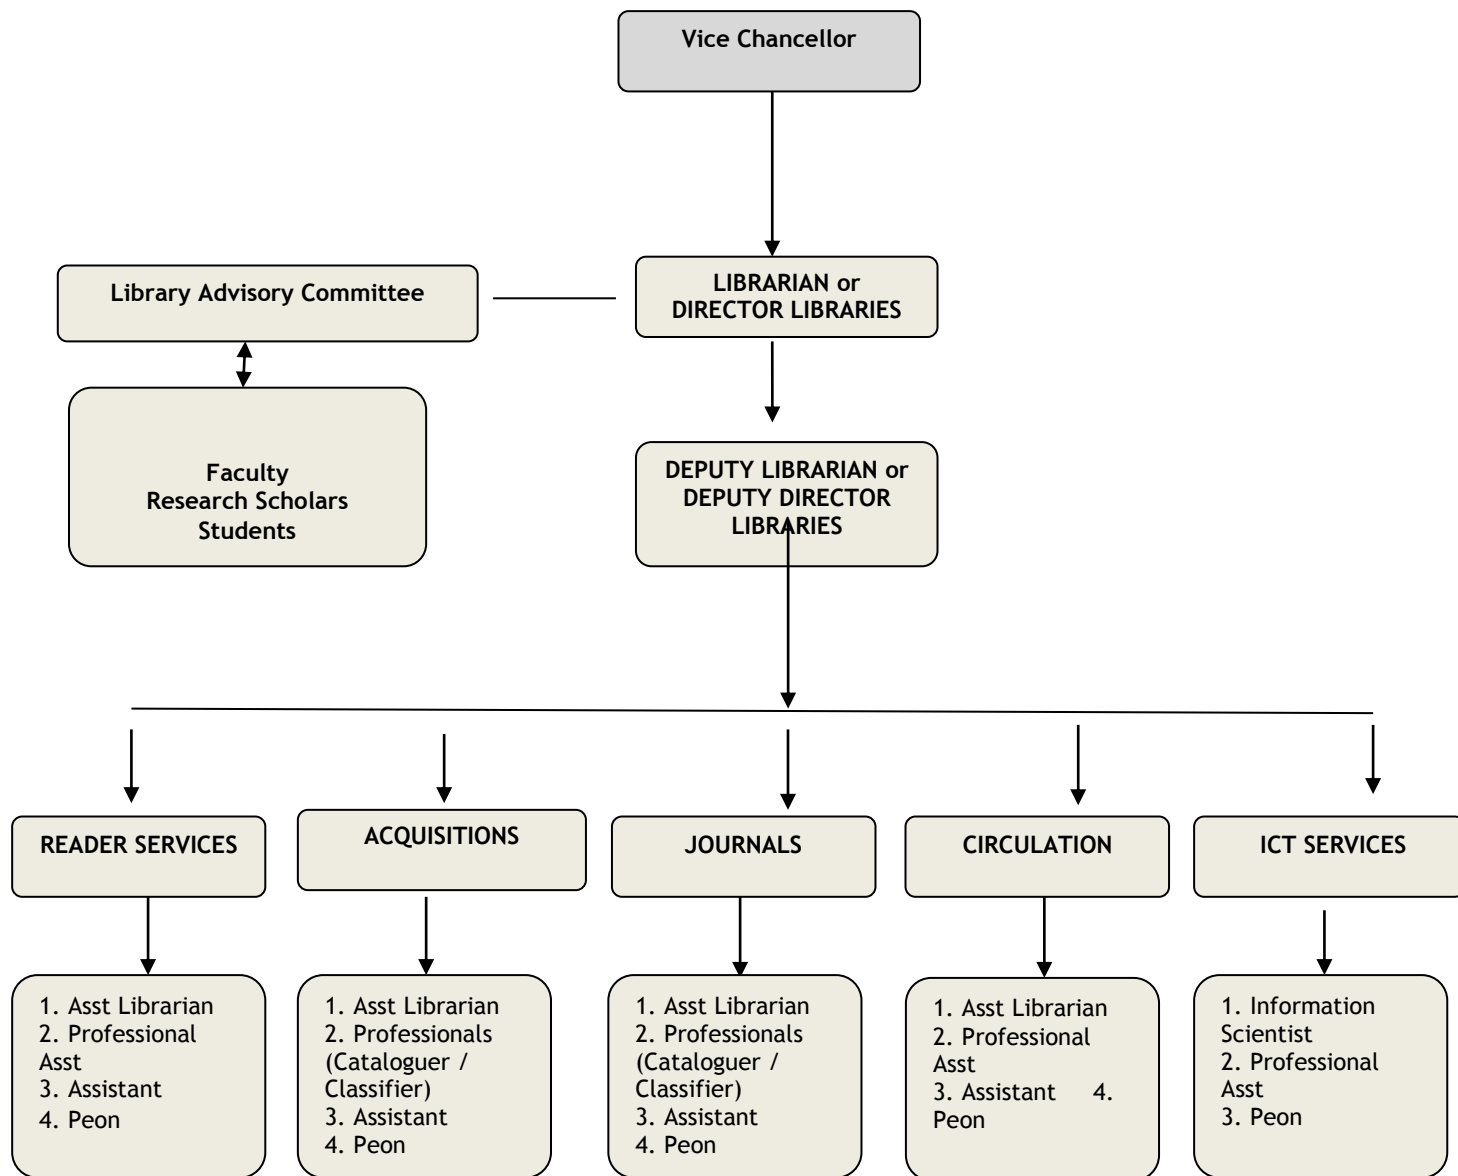 Vice Chancellor
Library Advisory Committee
LIBRARIAN or
DIRECTOR LIBRARIES
Faculty
Research Scholars
Students
DEPUTY LIBRARIAN or
DEPUTY DIRECTOR
LIBRARIES
READER SERVICES
ACQUISITIONS
JOURNALS
CIRCULATION
ICT SERVICES
1. Asst Librarian
2. Professional
Asst
3. Assistant
4. Peon
1. Asst Librarian
2. Professionals
(Cataloguer /
Classifier)
3. Assistant
4. Peon
1. Asst Librarian
2. Professionals
(Cataloguer /
Classifier)
3. Assistant
4. Peon
1. Asst Librarian
2. Professional
Asst
3. Assistant 4.
Peon
1. Information
Scientist
2. Professional
Asst
3. Peon